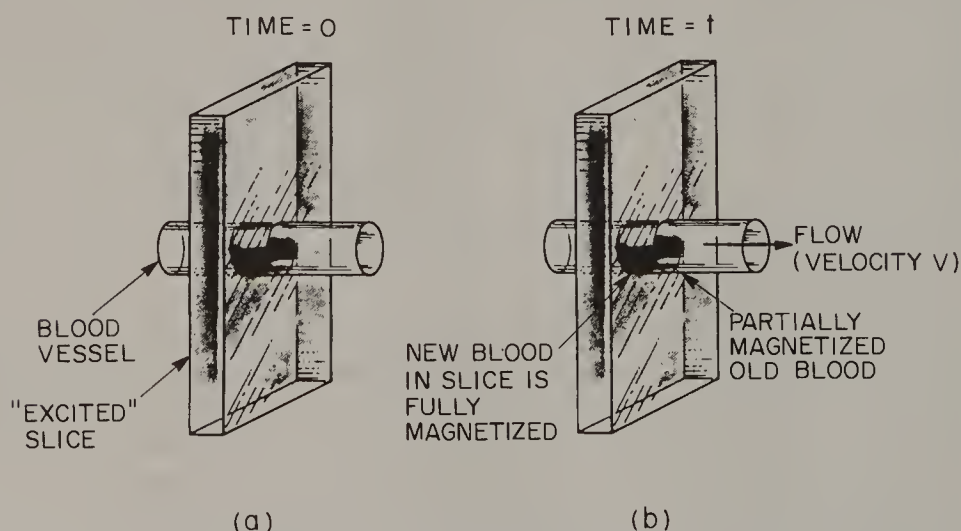 TIME = 0
BLOOD
VESSEL
"EXCITED"
SLICE
(a)
TIME = t
FLOW
(VELOCITY V)
NEW BLOOD
IN SLICE IS
FULLY
MAGNETIZED
PARTIALLY
MAGNETIZED
OLD BLOOD
(b)